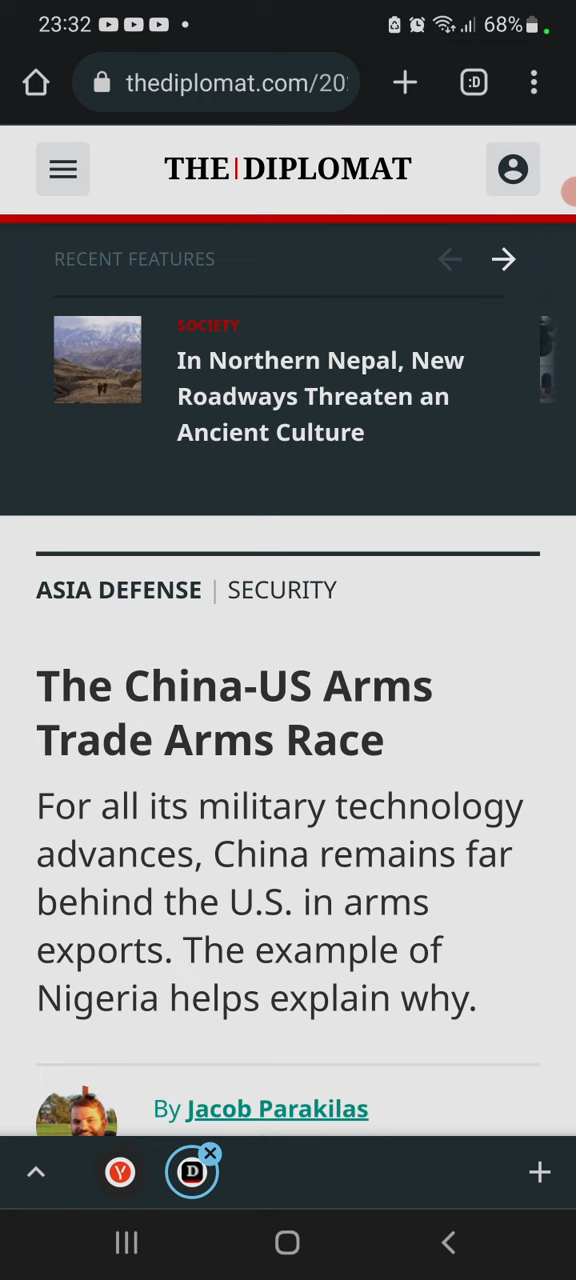 23:32
68%
thediplomat.com/20
:D
THE|DIPLOMAT
RECENT FEATURES
SOCIETY
In Northern Nepal, New
Roadways Threaten an
Ancient Culture
ASIA DEFENSE | SECURITY
The China-US Arms
Trade Arms Race
For all its military technology
advances, China remains far
behind the U.S. in arms
exports. The example of
Nigeria helps explain why.
By Jacob Parakilas
Y
D